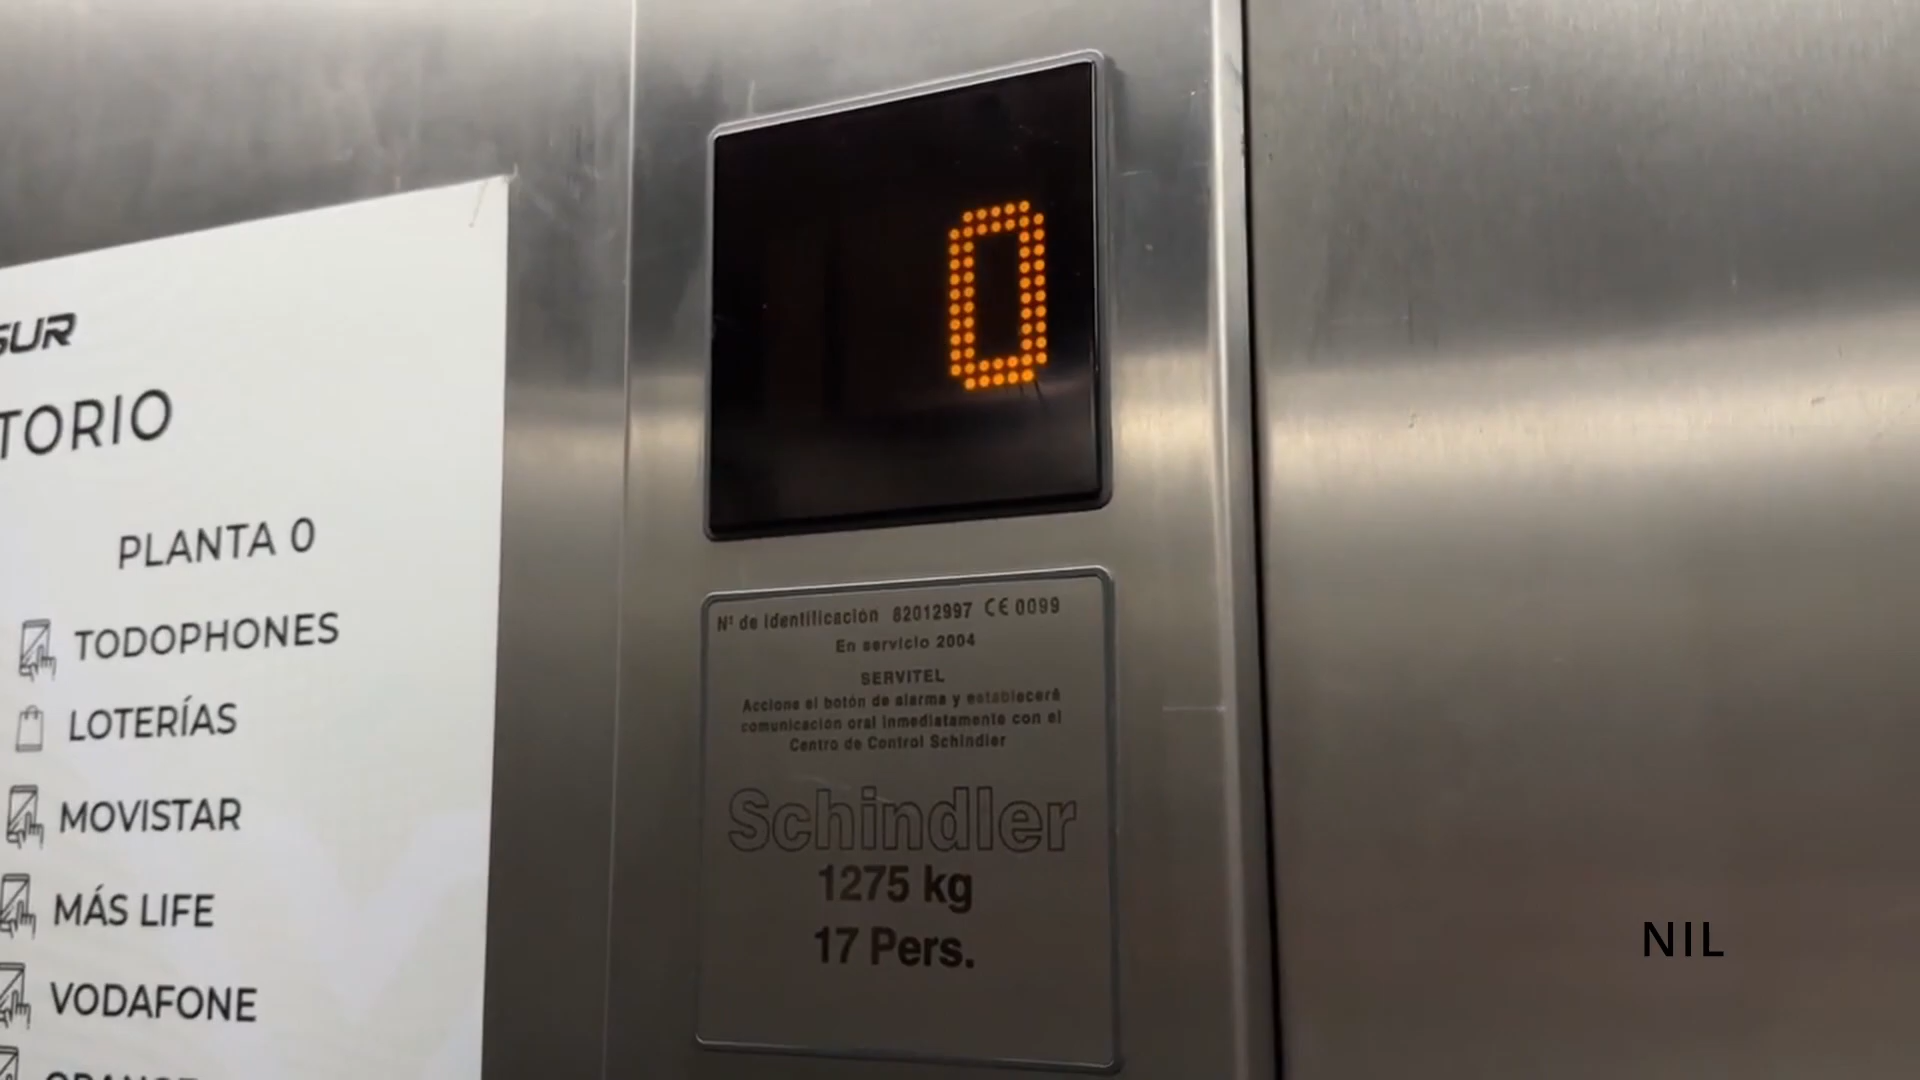 SUR
TORIO
PLANTA 0
TODOPHONES
LOTERÍAS
MOVISTAR
MÁS LIFE
VODAFONE
0
Nº de identificación 82012997 CE 0099
En servicio 2004
SERVITEL
Accione el botón de alarma y establecerá
comunicación oral inmediatamente con el
Centro de Control Schindler
Schindler
1275 kg
17 Pers.
NIL